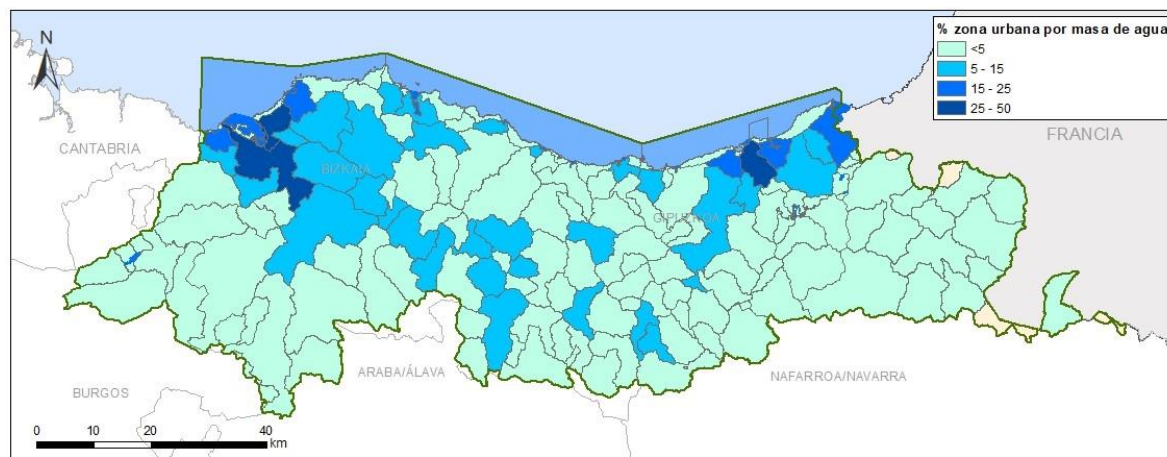 N
% zona urbana por masa de agua
<5
5 - 15
15 - 25
25 - 50
FRANCIA
CANTABRIA
BIZKAIA
GIPUZKOA
ARABA/ÁLAVA
NAFARROA/NAVARRA
BURGOS
0 10 20 40
km